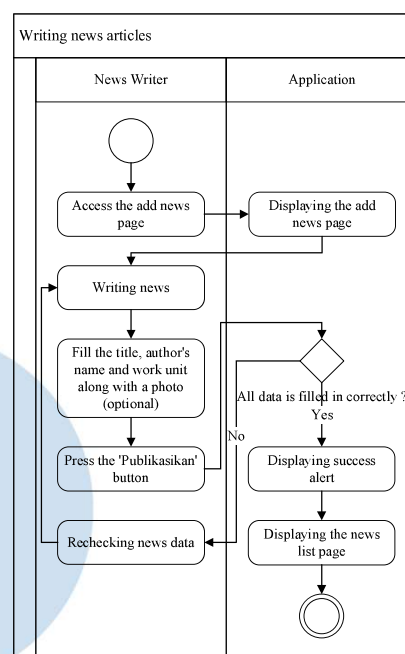 Writing news articles
News Writer
Application
Access the add news
page
Displaying the add
news page
Writing news
Fill the title, author's
name and work unit
along with a photo
(optional)
All data is filled in correctly ?
Yes
No
Press the 'Publikasikan'
button
Displaying success
alert
Rechecking news data
Displaying the news
list page